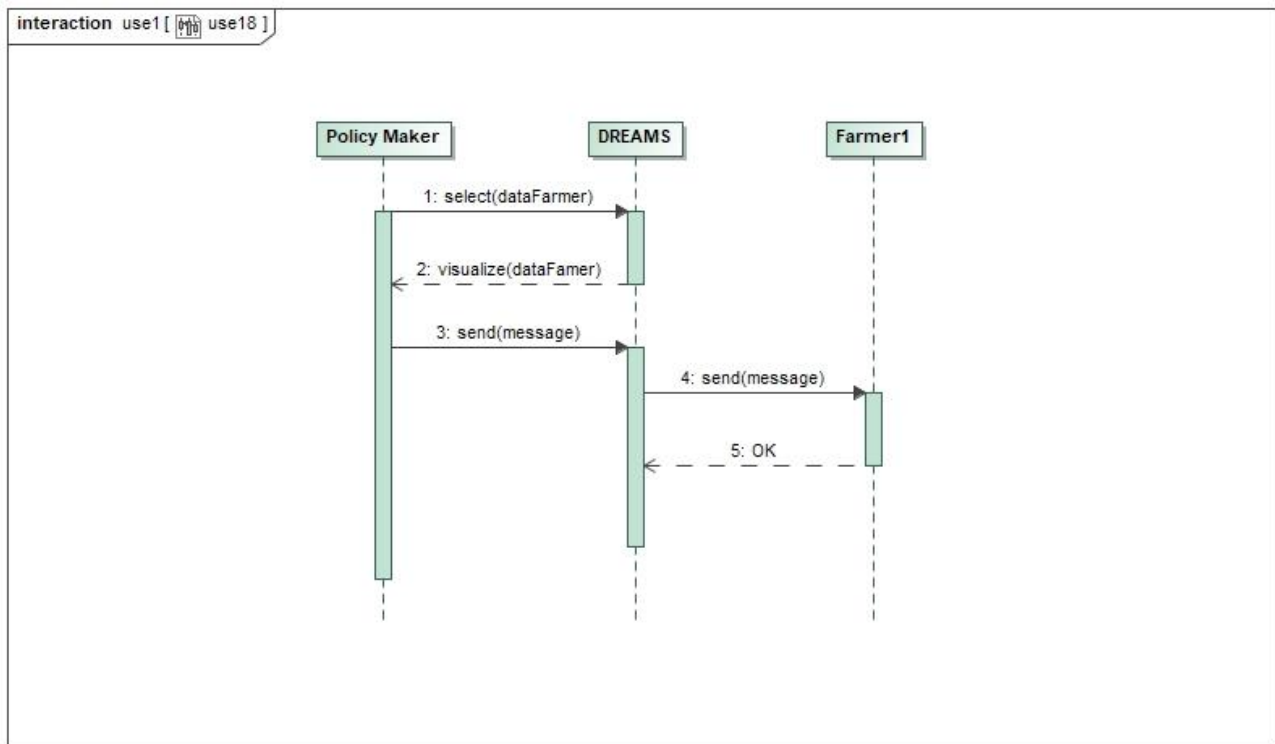 interaction use1 [ use18 ]
Policy Maker
DREAMS
Farmer1
1: select(dataFarmer)
2: visualize(dataFamer)
3: send(message)
4: send(message)
5: OK